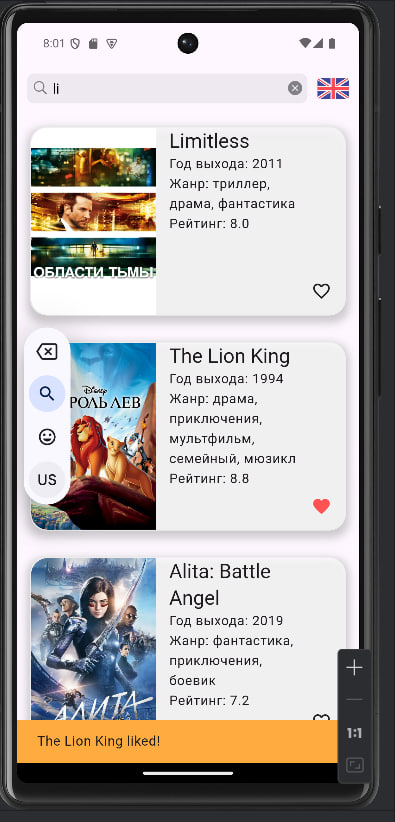 8:01
li
Limitless
Год выхода: 2011
Жанр: триллер,
драма, фантастика
Рейтинг: 8.0
ОБЛАСТИ ТЬМЫ
The Lion King
Год выхода: 1994
Жанр: драма,
приключения,
мультфильм,
семейный, мюзикл
Рейтинг: 8.8
Disney
РОЛЬ ЛЕВ
US
Alita: Battle
Angel
Год выхода: 2019
Жанр: фантастика,
приключения,
боевик
Рейтинг: 7.2
АЛИТА
The Lion King liked!
1:1